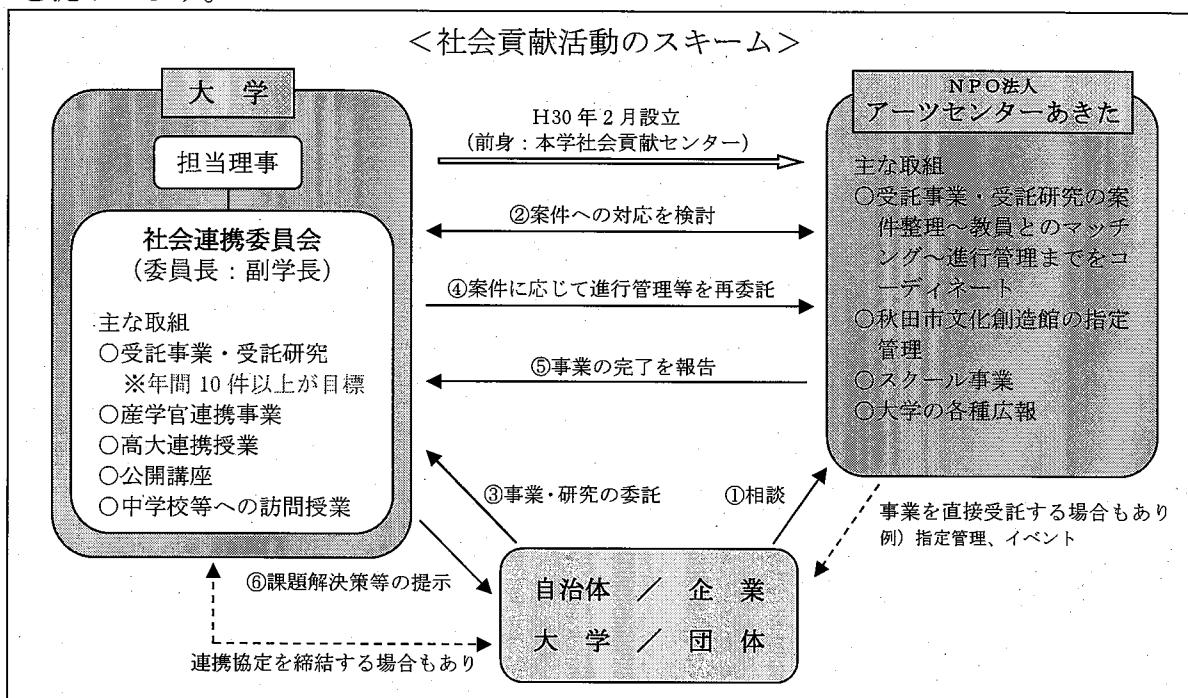 ＜社会貢献活動のスキーム＞
大　学
担当理事
社会連携委員会
（委員長：副学長）
主な取組
○受託事業・受託研究
※年間10件以上が目標
○産学官連携事業
○高大連携授業
○公開講座
○中学校等への訪問授業
H30年2月設立
（前身：本学社会貢献センター）
②案件への対応を検討
④案件に応じて進行管理等を再委託
⑤事業の完了を報告
③事業・研究の委託
①相談
⑥課題解決策等の提示
連携協定を締結する場合もあり
NPO法人
アーツセンターあきた
主な取組
○受託事業・受託研究の案
件整理～教員とのマッチ
ング～進行管理までをコ
ーディネート
○秋田市文化創造館の指定
管理
○スクール事業
○大学の各種広報
事業を直接受託する場合もあり
例）指定管理、イベント
自治体　／　企　業
大　学　／　団　体